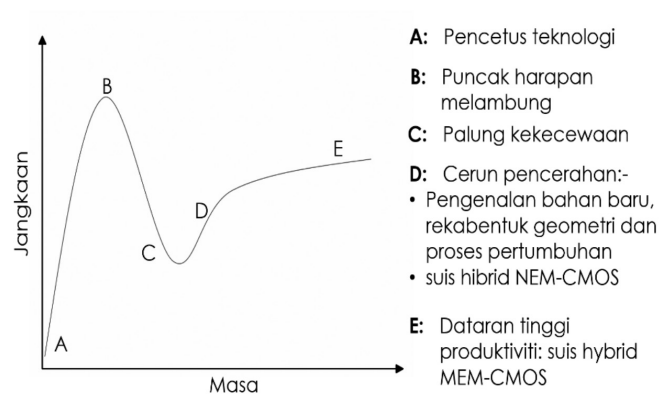 A: Pencetus teknologi
B: Puncak harapan
melambung
C: Palung kekecewaan
D: Cerun pencerahan:-
• Pengenalan bahan baru,
rekabentuk geometri dan
proses pertumbuhan
• suis hibrid NEM-CMOS
E: Dataran tinggi
produktiviti: suis hybrid
MEM-CMOS
Jangkaan
B
E
D
C
A
Masa